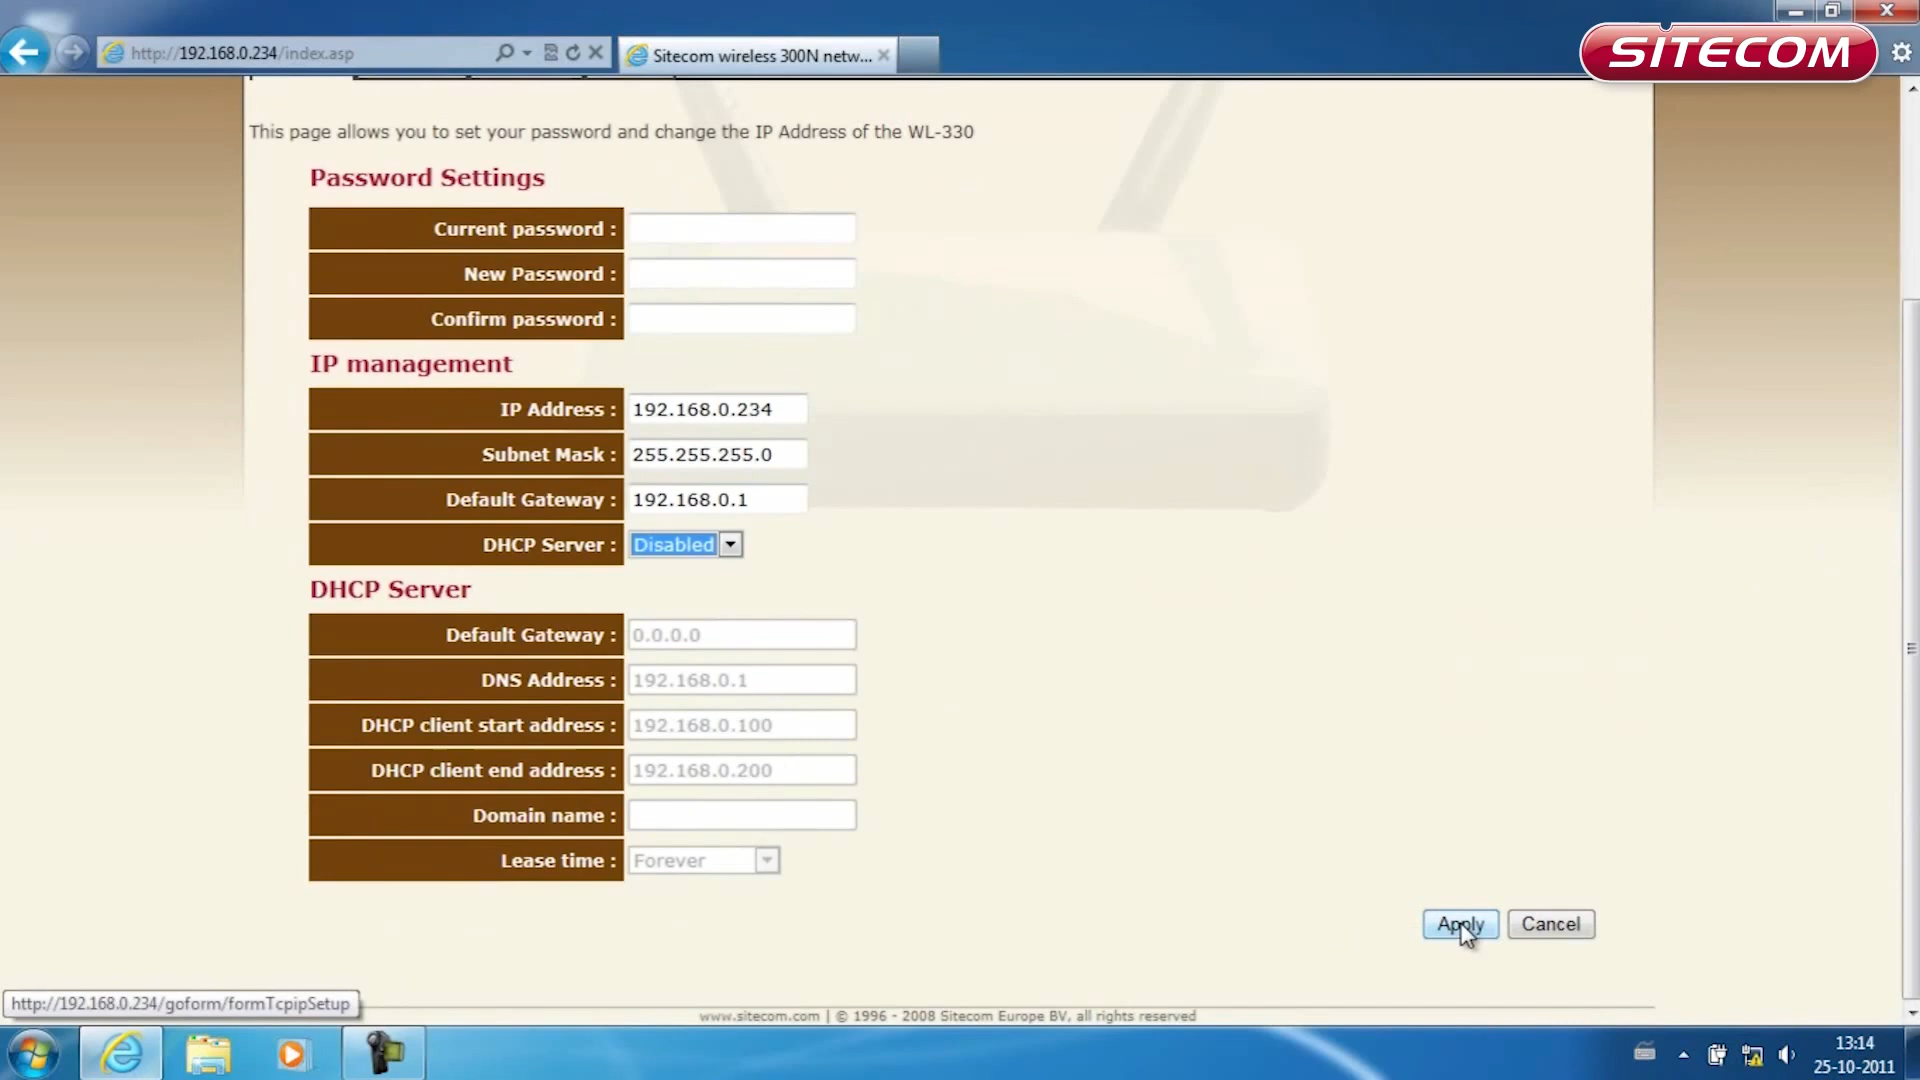 http://192.168.0.234/index.asp
Sitecom wireless 300N netw...
SITECOM
This page allows you to set your password and change the IP Address of the WL-330
Password Settings
Current password :
New Password :
Confirm password :
IP management
IP Address : 192.168.0.234
Subnet Mask : 255.255.255.0
Default Gateway : 192.168.0.1
DHCP Server : Disabled
DHCP Server
Default Gateway : 0.0.0.0
DNS Address : 192.168.0.1
DHCP client start address : 192.168.0.100
DHCP client end address : 192.168.0.200
Domain name :
Lease time : Forever
Apply Cancel
http://192.168.0.234/goform/formTcpipSetup
www.sitecom.com | © 1996 - 2008 Sitecom Europe BV, all rights reserved
13:14
25-10-2011